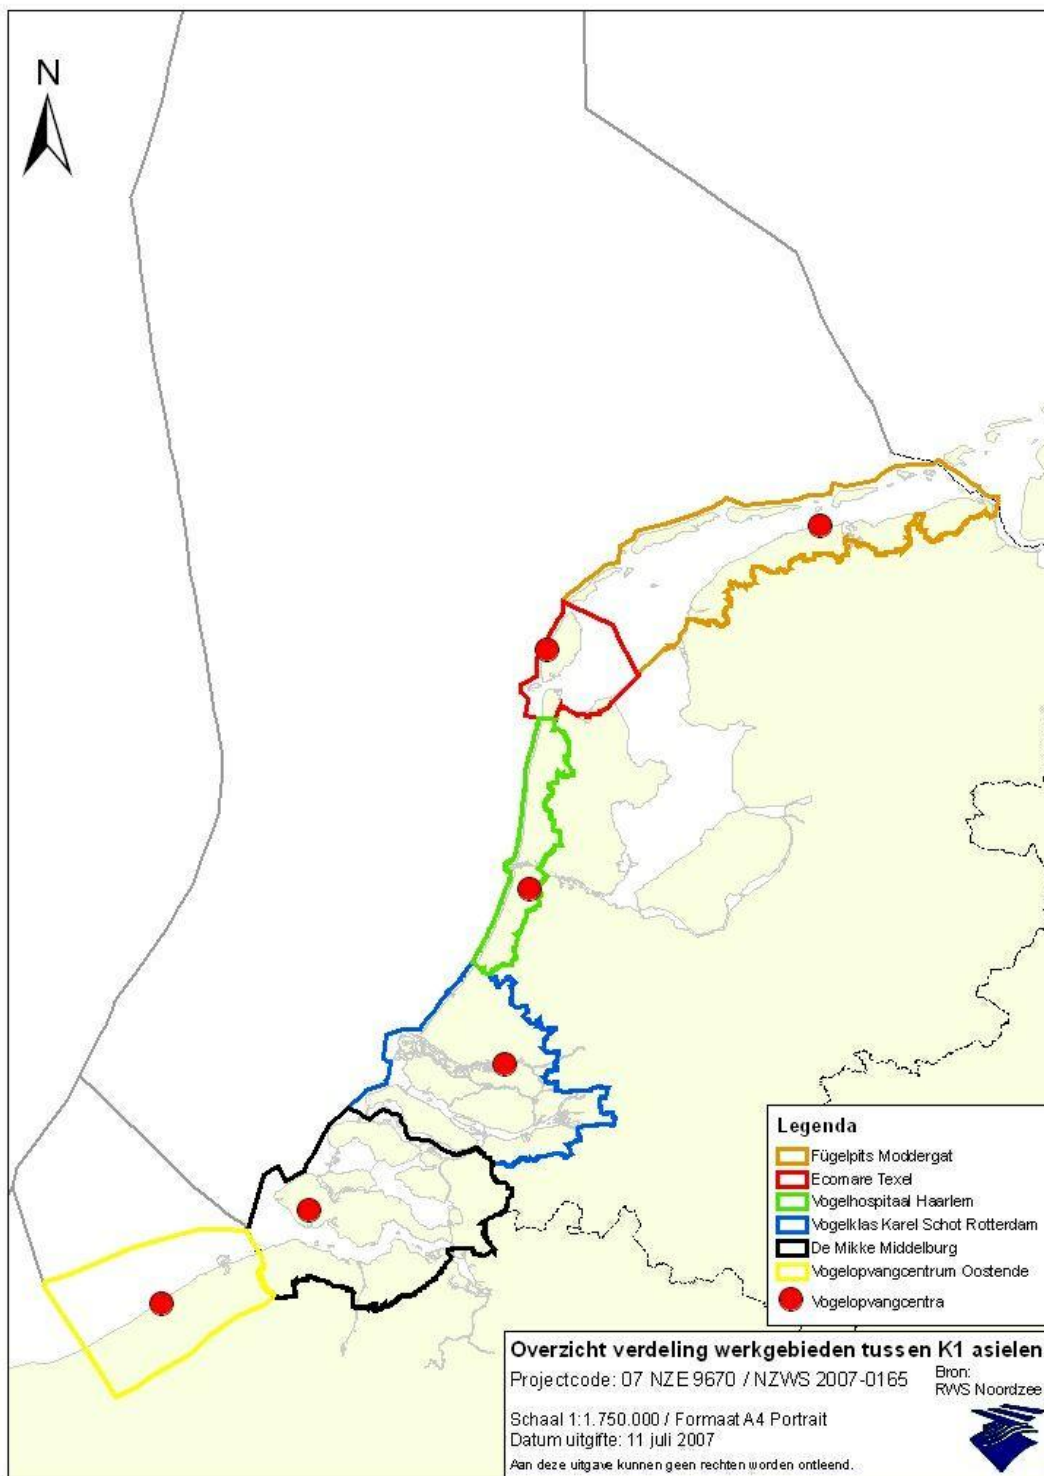 N
Legenda
Fûgelpits Moddergat
Ecomare Texel
Vogelhospitaal Haarlem
Vogelklas Karel Schot Rotterdam
De Mikke Middelburg
Vogelopvangcentrum Oostende
Vogelopvangcentra
Overzicht verdeling werkgebieden tussen K1 asielen
Projectcode: 07 NZE 9670 / NZWS 2007-0165
Bron:
RWS Noordzee
Schaal 1:1.750.000 / Formaat A4 Portrait
Datum uitgifte: 11 juli 2007
Aan deze uitgave kunnen geen rechten worden ontleend.